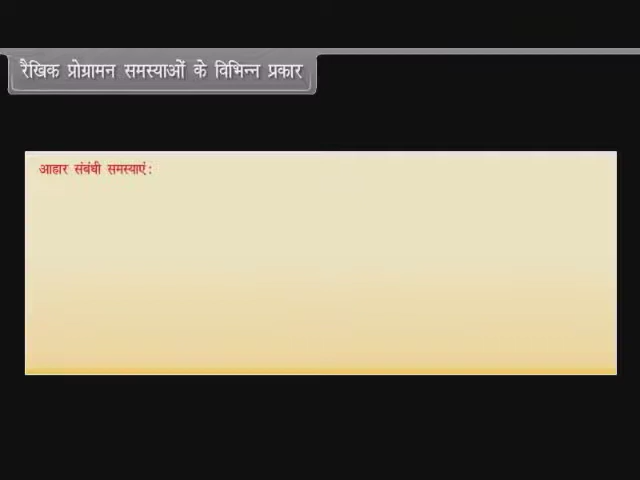 रैखिक प्रोग्रामन समस्याओं के विभिन्न प्रकार
आहार संबंधी समस्याएं: